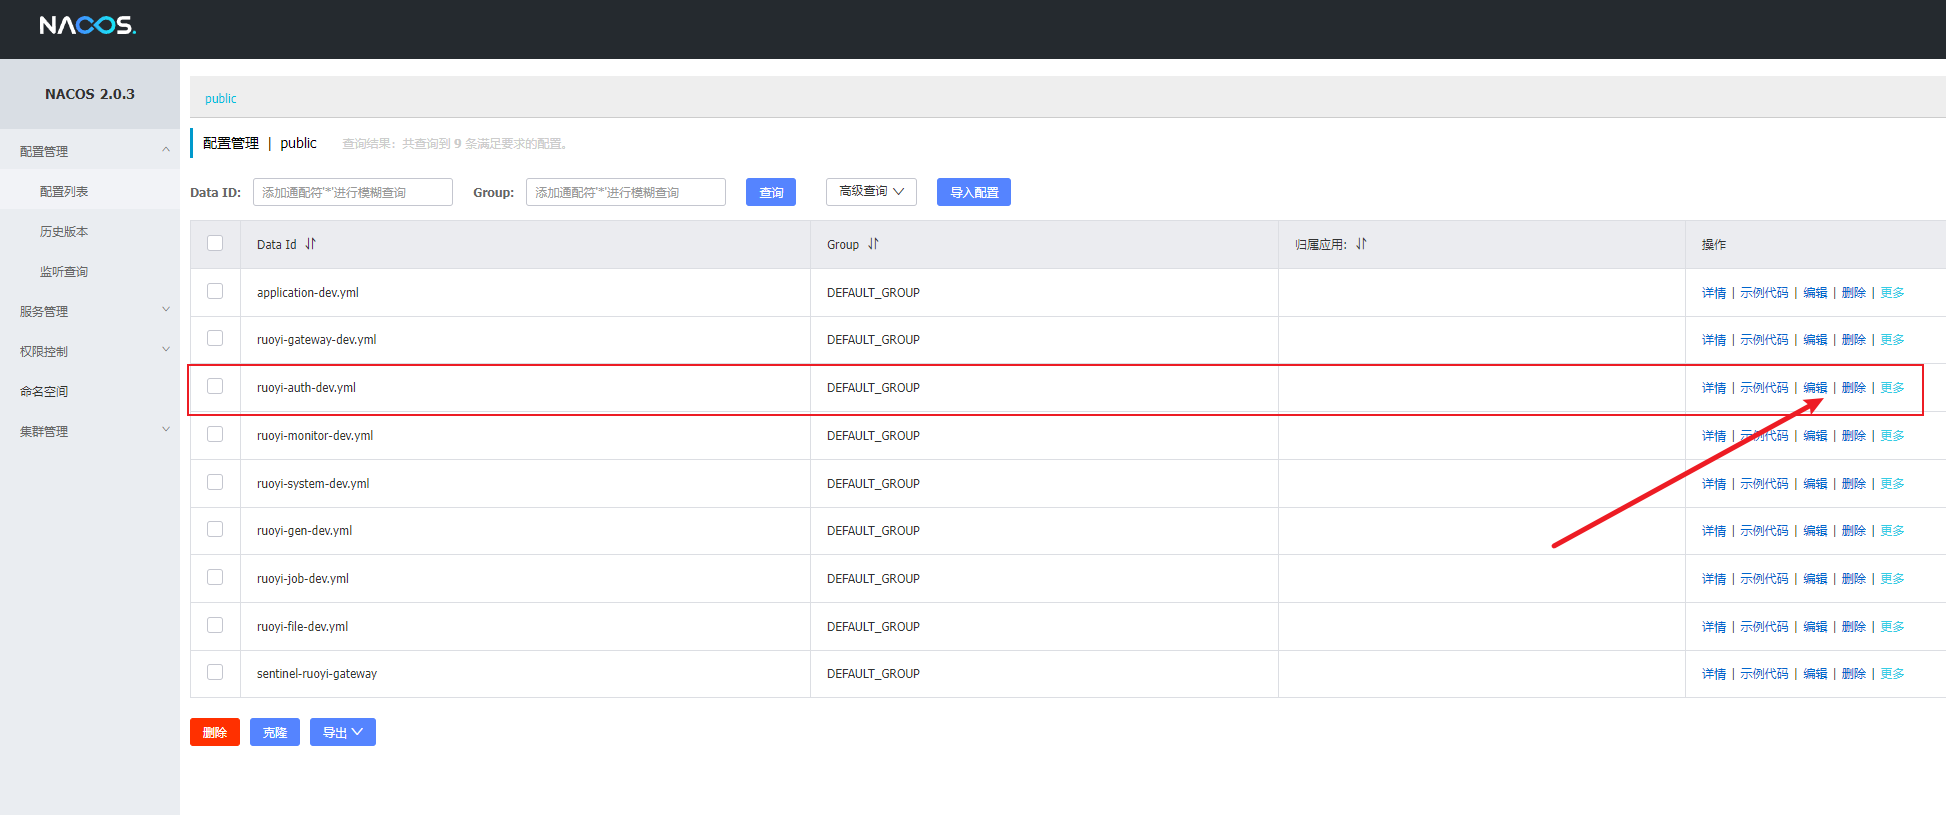 NACOS.
NACOS 2.0.3
配置管理
配置列表
历史版本
监听查询
服务管理
权限控制
命名空间
集群管理
public
配置管理 | public 查询结果：共查询到 9 条满足要求的配置。
Data ID: 添加通配符'*'进行模糊查询 Group: 添加通配符'*'进行模糊查询 查询 高级查询 导入配置
Data Id Group 归属应用: 操作
application-dev.yml DEFAULT_GROUP 详情 | 示例代码 | 编辑 | 删除 | 更多
ruoyi-gateway-dev.yml DEFAULT_GROUP 详情 | 示例代码 | 编辑 | 删除 | 更多
ruoyi-auth-dev.yml DEFAULT_GROUP 详情 | 示例代码 | 编辑 | 删除 | 更多
ruoyi-monitor-dev.yml DEFAULT_GROUP 详情 | 示例代码 | 编辑 | 删除 | 更多
ruoyi-system-dev.yml DEFAULT_GROUP 详情 | 示例代码 | 编辑 | 删除 | 更多
ruoyi-gen-dev.yml DEFAULT_GROUP 详情 | 示例代码 | 编辑 | 删除 | 更多
ruoyi-job-dev.yml DEFAULT_GROUP 详情 | 示例代码 | 编辑 | 删除 | 更多
ruoyi-file-dev.yml DEFAULT_GROUP 详情 | 示例代码 | 编辑 | 删除 | 更多
sentinel-ruoyi-gateway DEFAULT_GROUP 详情 | 示例代码 | 编辑 | 删除 | 更多
删除 克隆 导出